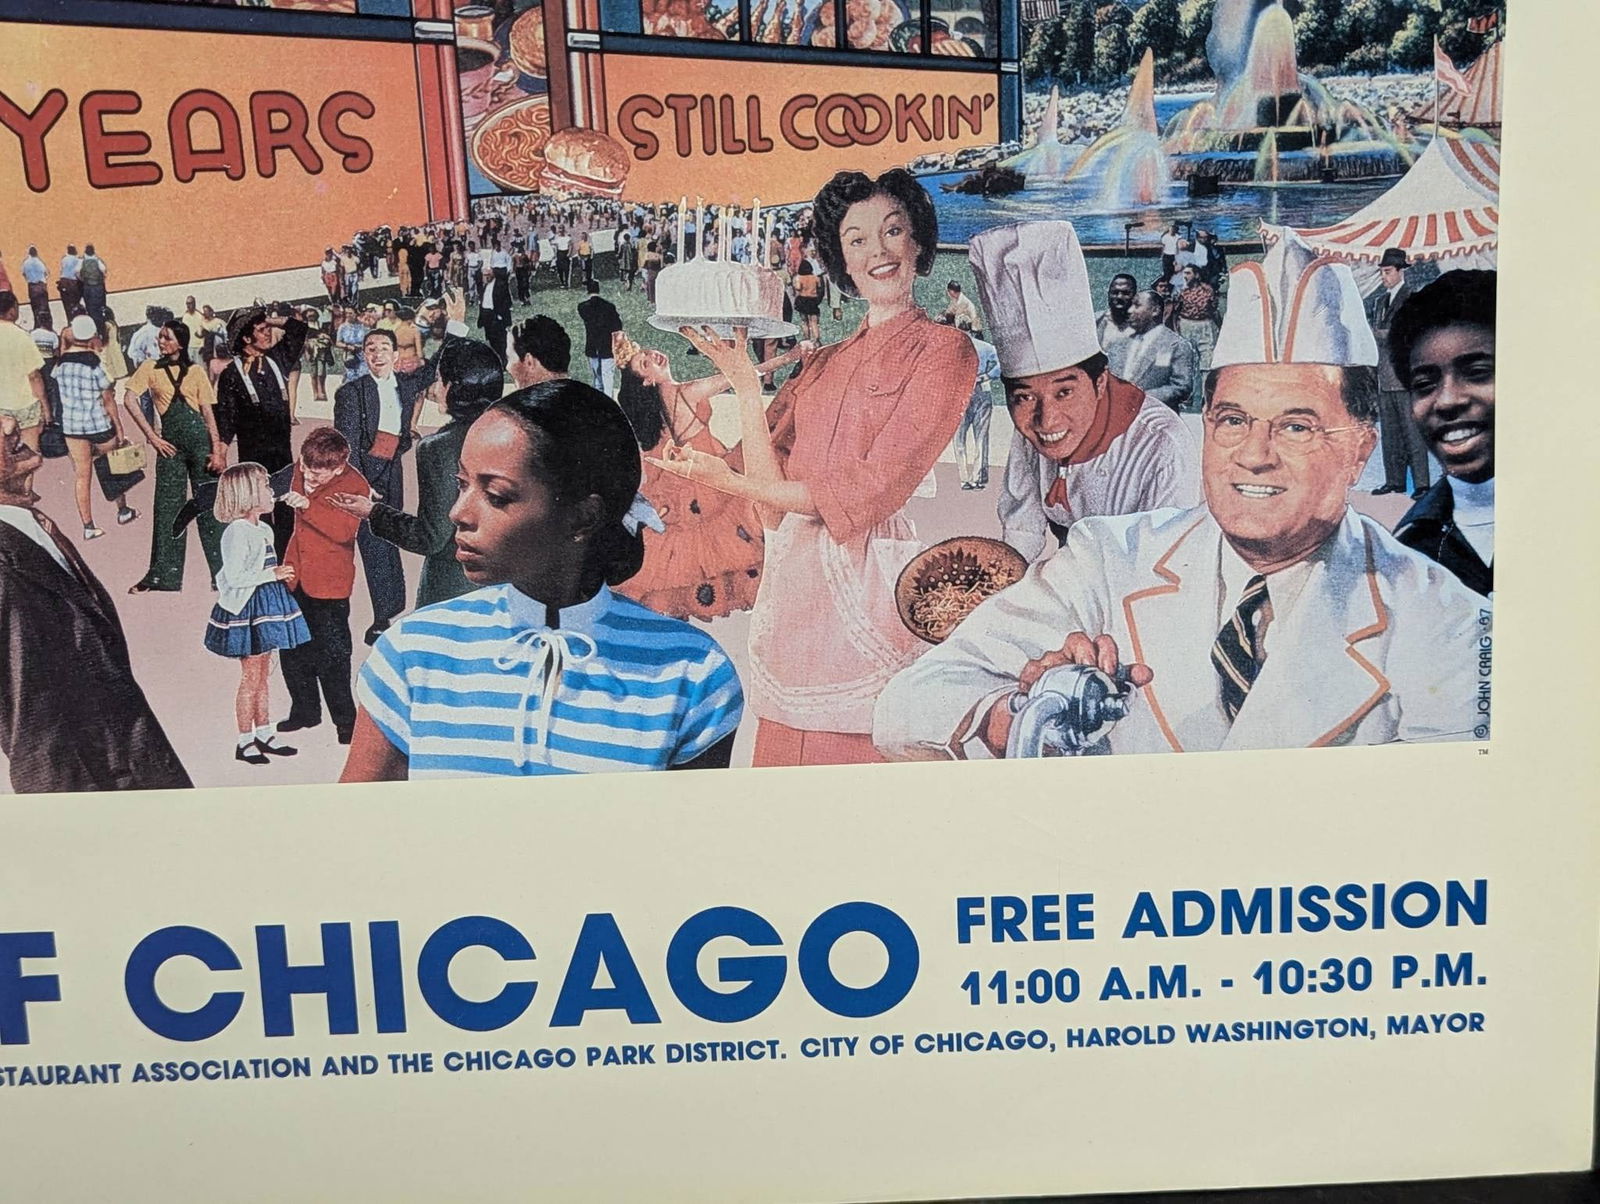 YEARS
STILL COOKIN'
© JOHN CRAIG · 87
TM
F CHICAGO
FREE ADMISSION
11:00 A.M. - 10:30 P.M.
STAURANT ASSOCIATION AND THE CHICAGO PARK DISTRICT. CITY OF CHICAGO, HAROLD WASHINGTON, MAYOR